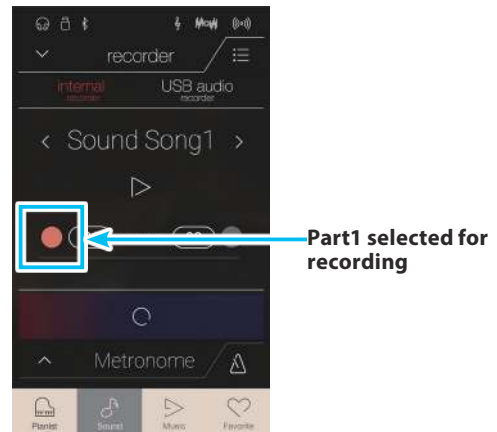 recorder
internal
recorder
USB audio
recorder
Sound Song1
Part1 selected for
recording
Metronome
Pianist
Sound
Music
Favorite